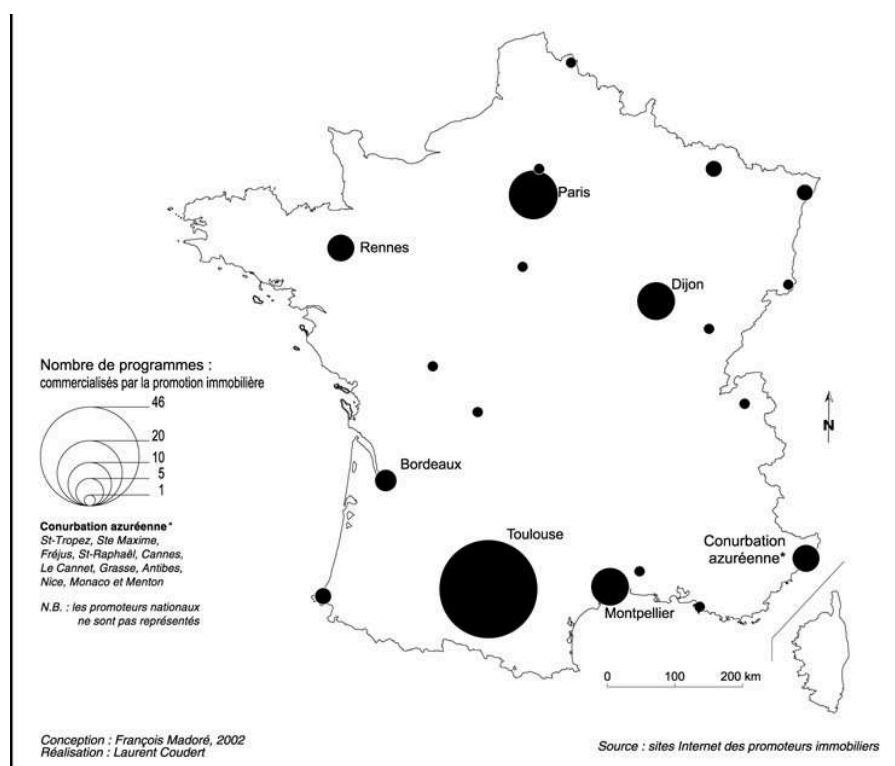 Paris
Rennes
Dijon
Nombre de programmes :
commercialisés par la promotion immobilière
46
20
10
5
1
N
Bordeaux
Conurbation azuréenne*
St-Tropez, Ste Maxime,
Fréjus, St-Raphaël, Cannes,
Le Cannet, Grasse, Antibes,
Nice, Monaco et Menton
Toulouse
Conurbation
azuréenne*
N.B. : les promoteurs nationaux
ne sont pas représentés
Montpellier
0 100 200 km
Conception : François Madoré, 2002
Réalisation : Laurent Coudert
Source : sites Internet des promoteurs immobiliers